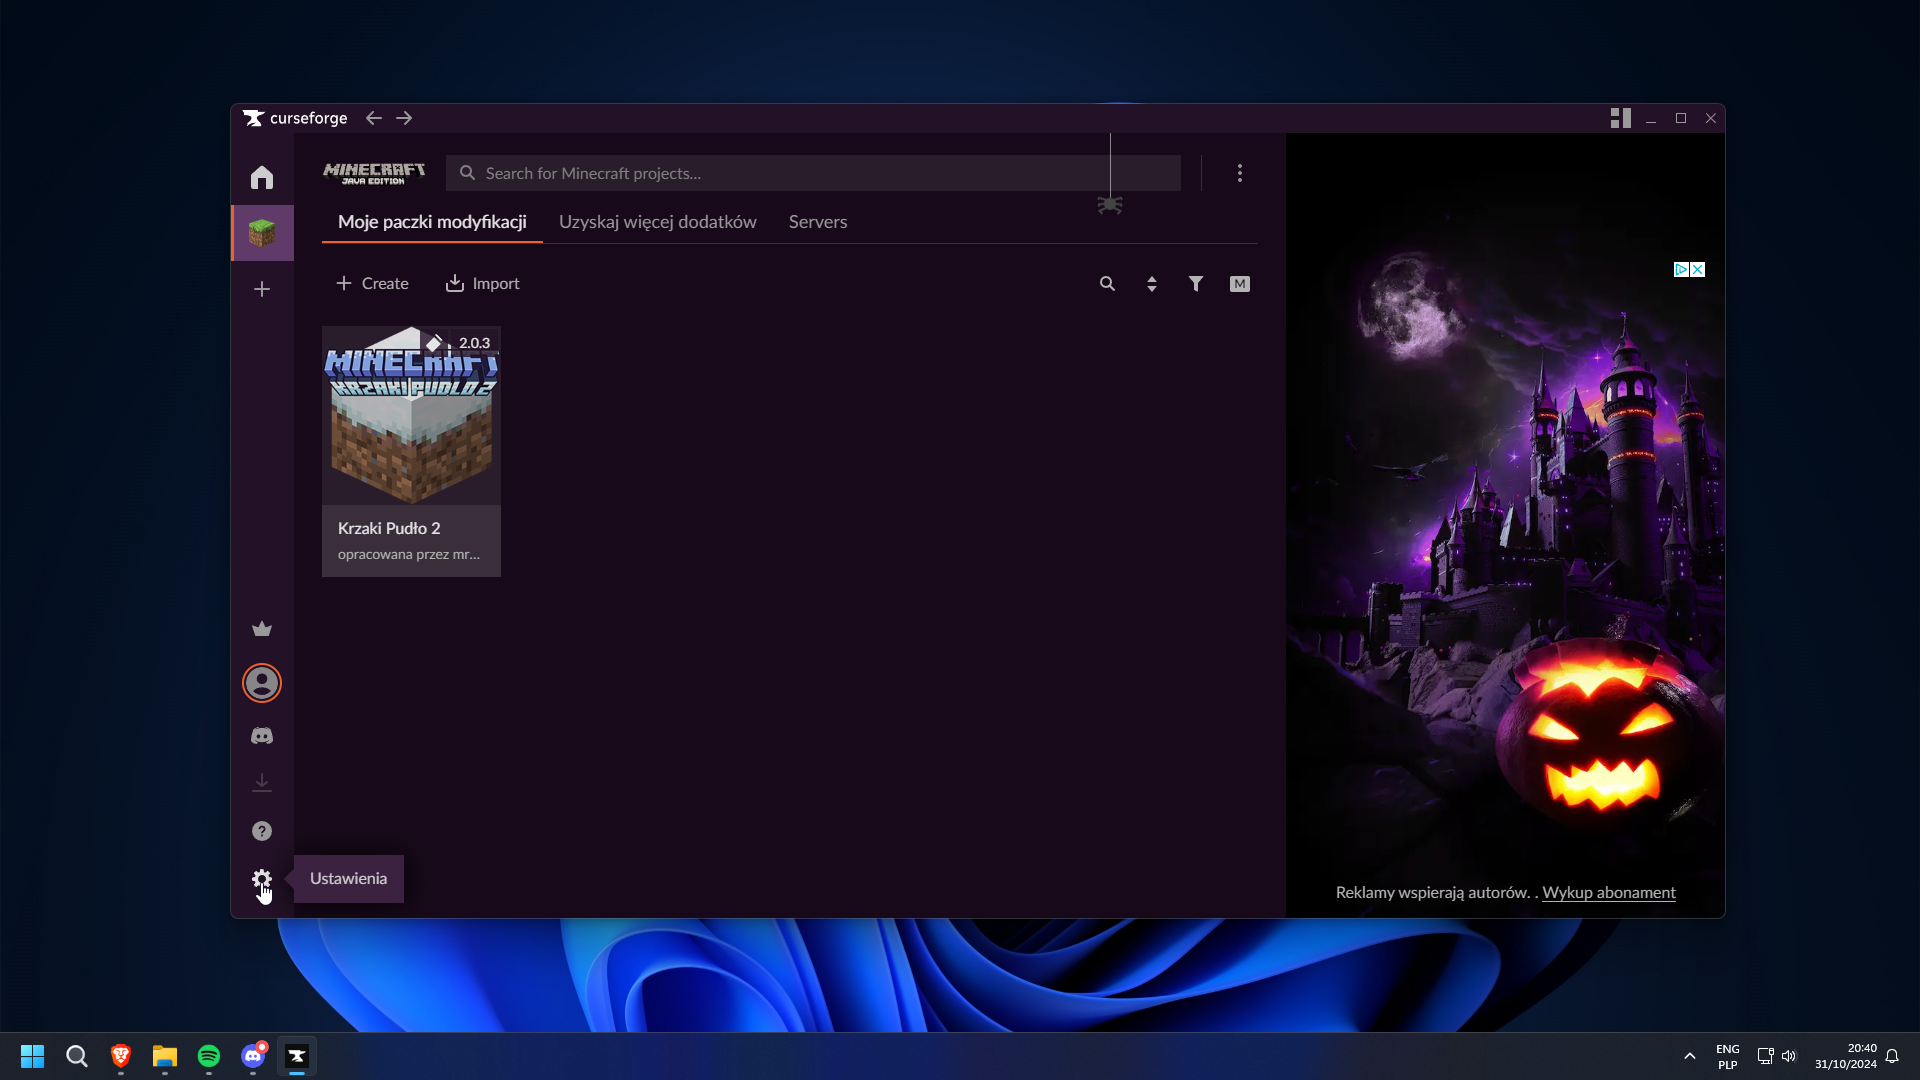 curseforge
MINECRAFT
JAVA EDITION
Search for Minecraft projects...
Moje paczki modyfikacji
Uzyskaj więcej dodatków
Servers
Create
Import
M
2.0.3
MINECRAFT
KRZAKI PUDŁO 2
Krzaki Pudło 2
opracowana przez mr...
?
Ustawienia
Reklamy wspierają autorów. . Wykup abonament
ENG
PLP
20:40
31/10/2024